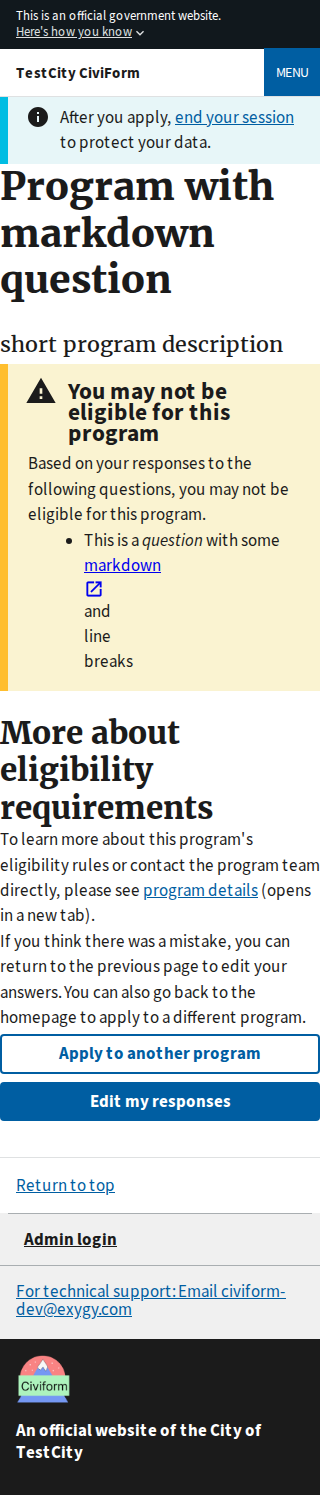 This is an official government website.
Here's how you know
TestCity CiviForm
MENU
After you apply, end your session
to protect your data.
Program with
markdown
question
short program description
You may not be
eligible for this
program
Based on your responses to the
following questions, you may not be
eligible for this program.
This is a question with some
markdown
and
line
breaks
More about
eligibility
requirements
To learn more about this program's
eligibility rules or contact the program team
directly, please see program details (opens
in a new tab).
If you think there was a mistake, you can
return to the previous page to edit your
answers. You can also go back to the
homepage to apply to a different program.
Apply to another program
Edit my responses
Return to top
Admin login
For technical support: Email civiform-
dev@exygy.com
Civiform
An official website of the City of
TestCity